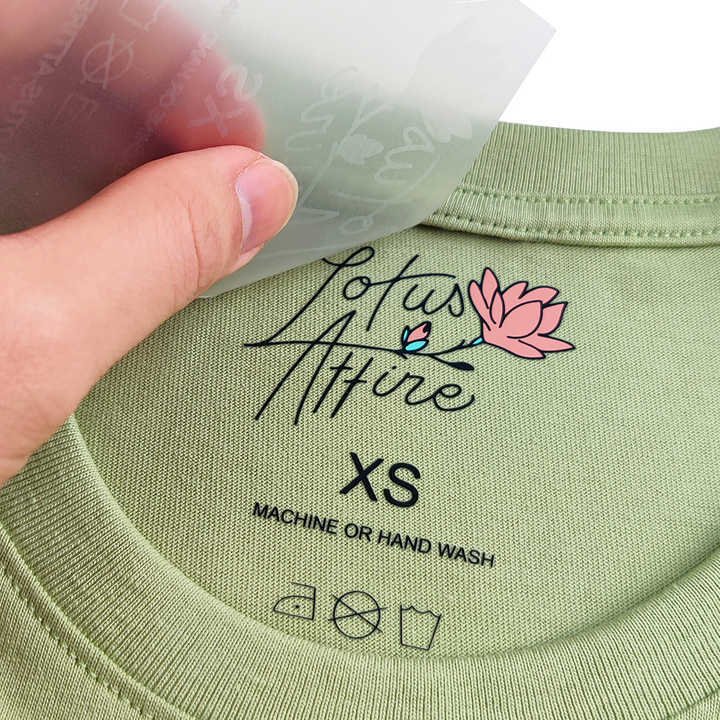 Lotus
Attire
XS
MACHINE OR HAND WASH